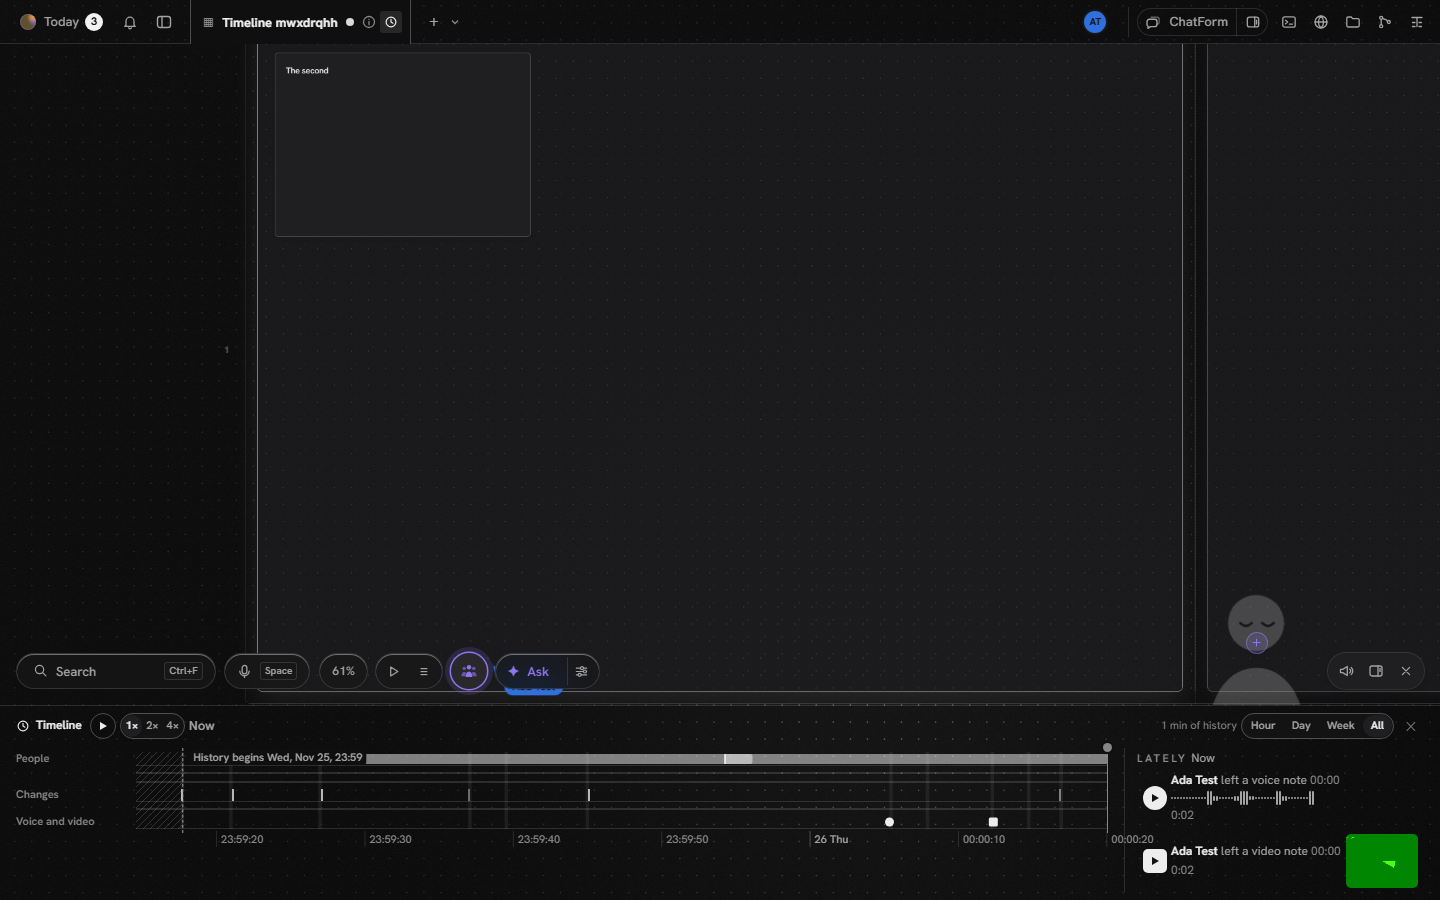 Today 3
Timeline mwxdrqhh
AT
ChatForm
The second
1
Search Ctrl+F
Space
61%
Ask
Timeline 1× 2× 4× Now
1 min of history Hour Day Week All
People
History begins Wed, Nov 25, 23:59
Changes
Voice and video
23:59:20 23:59:30 23:59:40 23:59:50 26 Thu 00:00:10 00:00:20
LATELY Now
Ada Test left a voice note 00:00
0:02
Ada Test left a video note 00:00
0:02